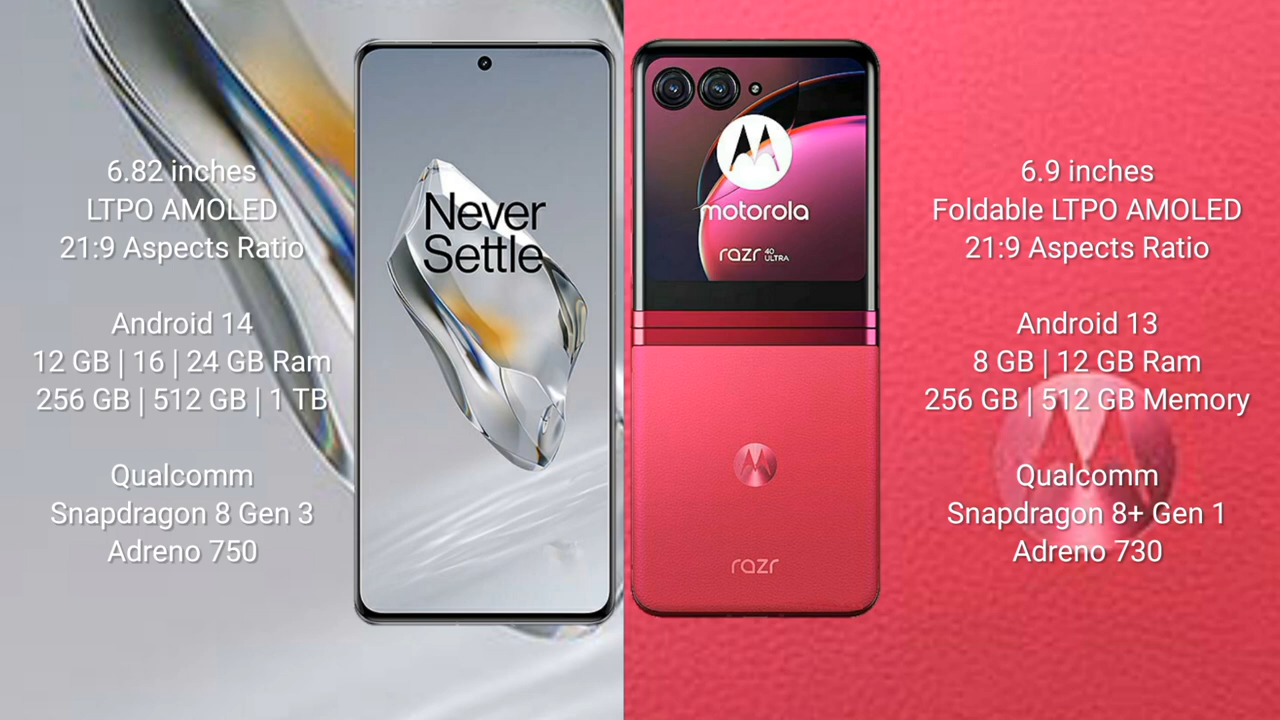 6.82 inches
LTPO AMOLED
21:9 Aspects Ratio
Android 14
12 GB | 16 | 24 GB Ram
256 GB | 512 GB | 1 TB
Qualcomm
Snapdragon 8 Gen 3
Adreno 750
Never
Settle
motorola
razr 40 ULTRA
razr
6.9 inches
Foldable LTPO AMOLED
21:9 Aspects Ratio
Android 13
8 GB | 12 GB Ram
256 GB | 512 GB Memory
Qualcomm
Snapdragon 8+ Gen 1
Adreno 730